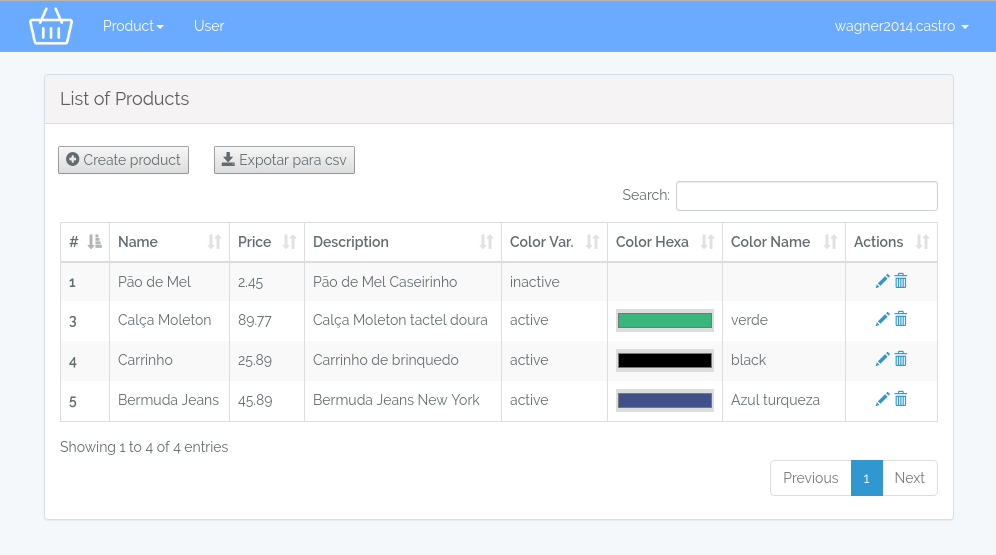 Product User wagner2014.castro
List of Products
Create product Expotar para csv
Search:
# Name Price Description Color Var. Color Hexa Color Name Actions
1 Pão de Mel 2.45 Pão de Mel Caseirinho inactive
3 Calça Moleton 89.77 Calça Moleton tactel doura active verde
4 Carrinho 25.89 Carrinho de brinquedo active black
5 Bermuda Jeans 45.89 Bermuda Jeans New York active Azul turqueza
Showing 1 to 4 of 4 entries
Previous 1 Next